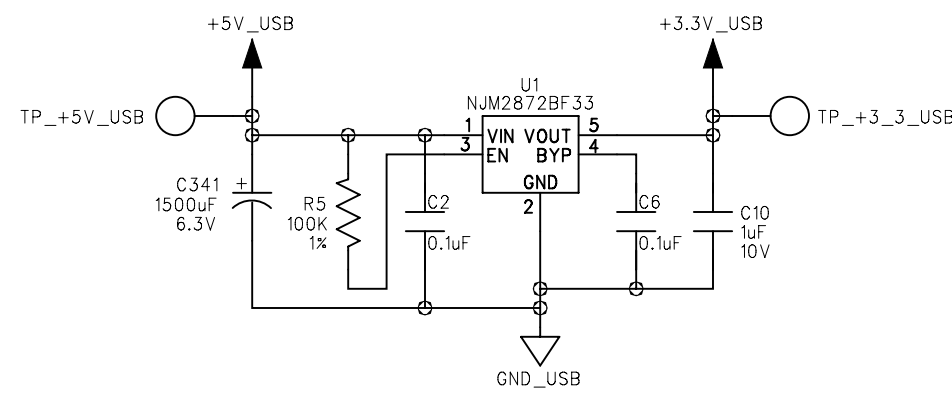 +5V_USB
+3.3V_USB
U1
NJM2872BF33
TP_+5V_USB
TP_+3_3_USB
1
VIN
VOUT
5
3
EN
BYP
4
GND
2
C341
+
1500uF
6.3V
R5
100K
1%
C2
0.1uF
C6
0.1uF
C10
1uF
10V
GND_USB